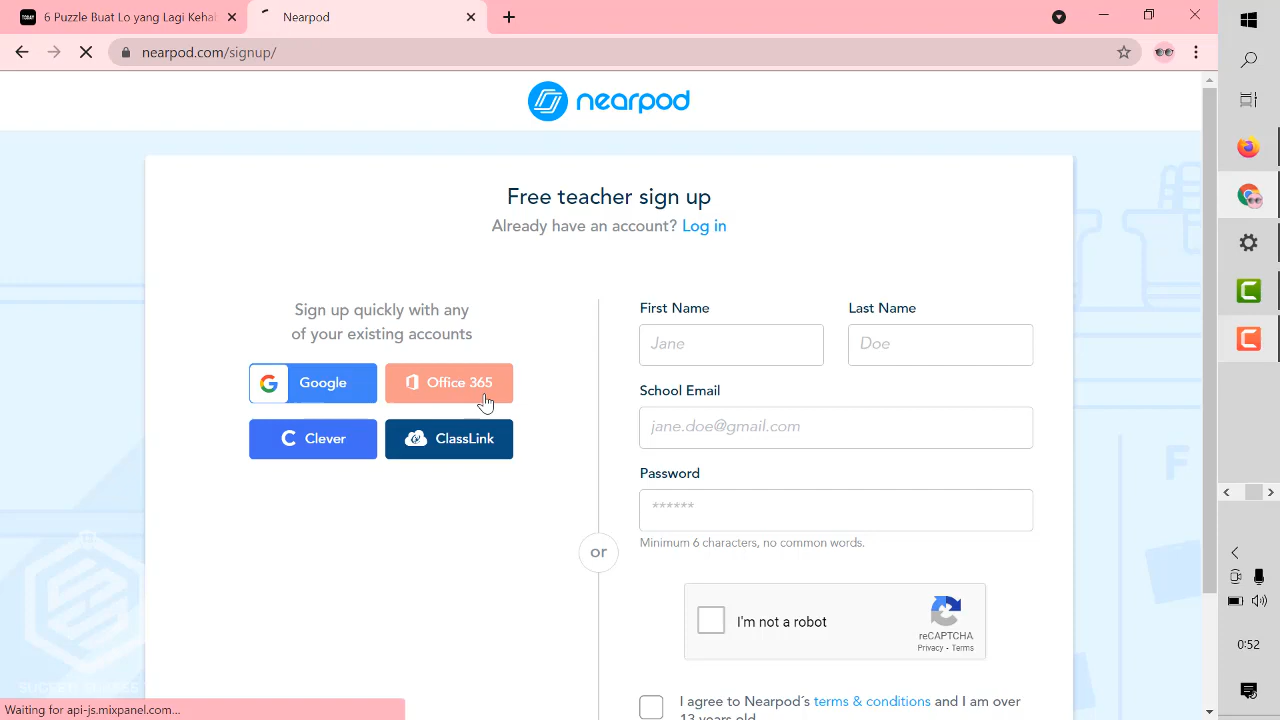 6 Puzzle Buat Lo yang Lagi Kehal
Nearpod
nearpod.com/signup/
nearpod
Free teacher sign up
Already have an account? Log in
Sign up quickly with any
of your existing accounts
Google
Office 365
Clever
ClassLink
or
First Name
Last Name
Jane
Doe
School Email
jane.doe@gmail.com
Password
******
Minimum 6 characters, no common words.
I'm not a robot
reCAPTCHA
Privacy - Terms
I agree to Nearpod´s terms & conditions and I am over
13 years old
Waiting for api-js.mixpanel.com...
0:52